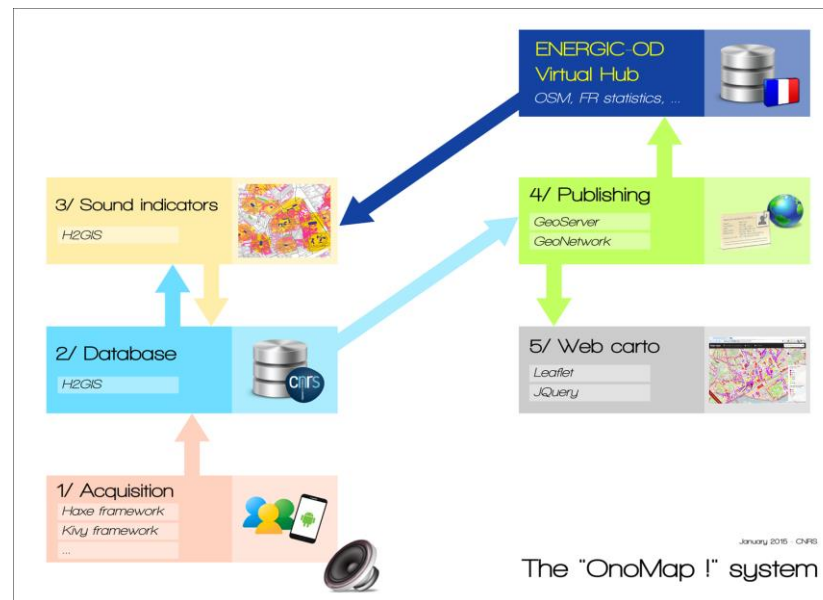 ENERGIC-OD
Virtual Hub
OSM, FR statistics, ...
3/ Sound indicators
H2GIS
4/ Publishing
GeoServer
GeoNetwork
2/ Database
H2GIS
cnrs
5/ Web carto
Leaflet
JQuery
1/ Acquisition
Haxe framework
Kivy framework
...
January 2015 - CNRS
The "OnoMap !" system